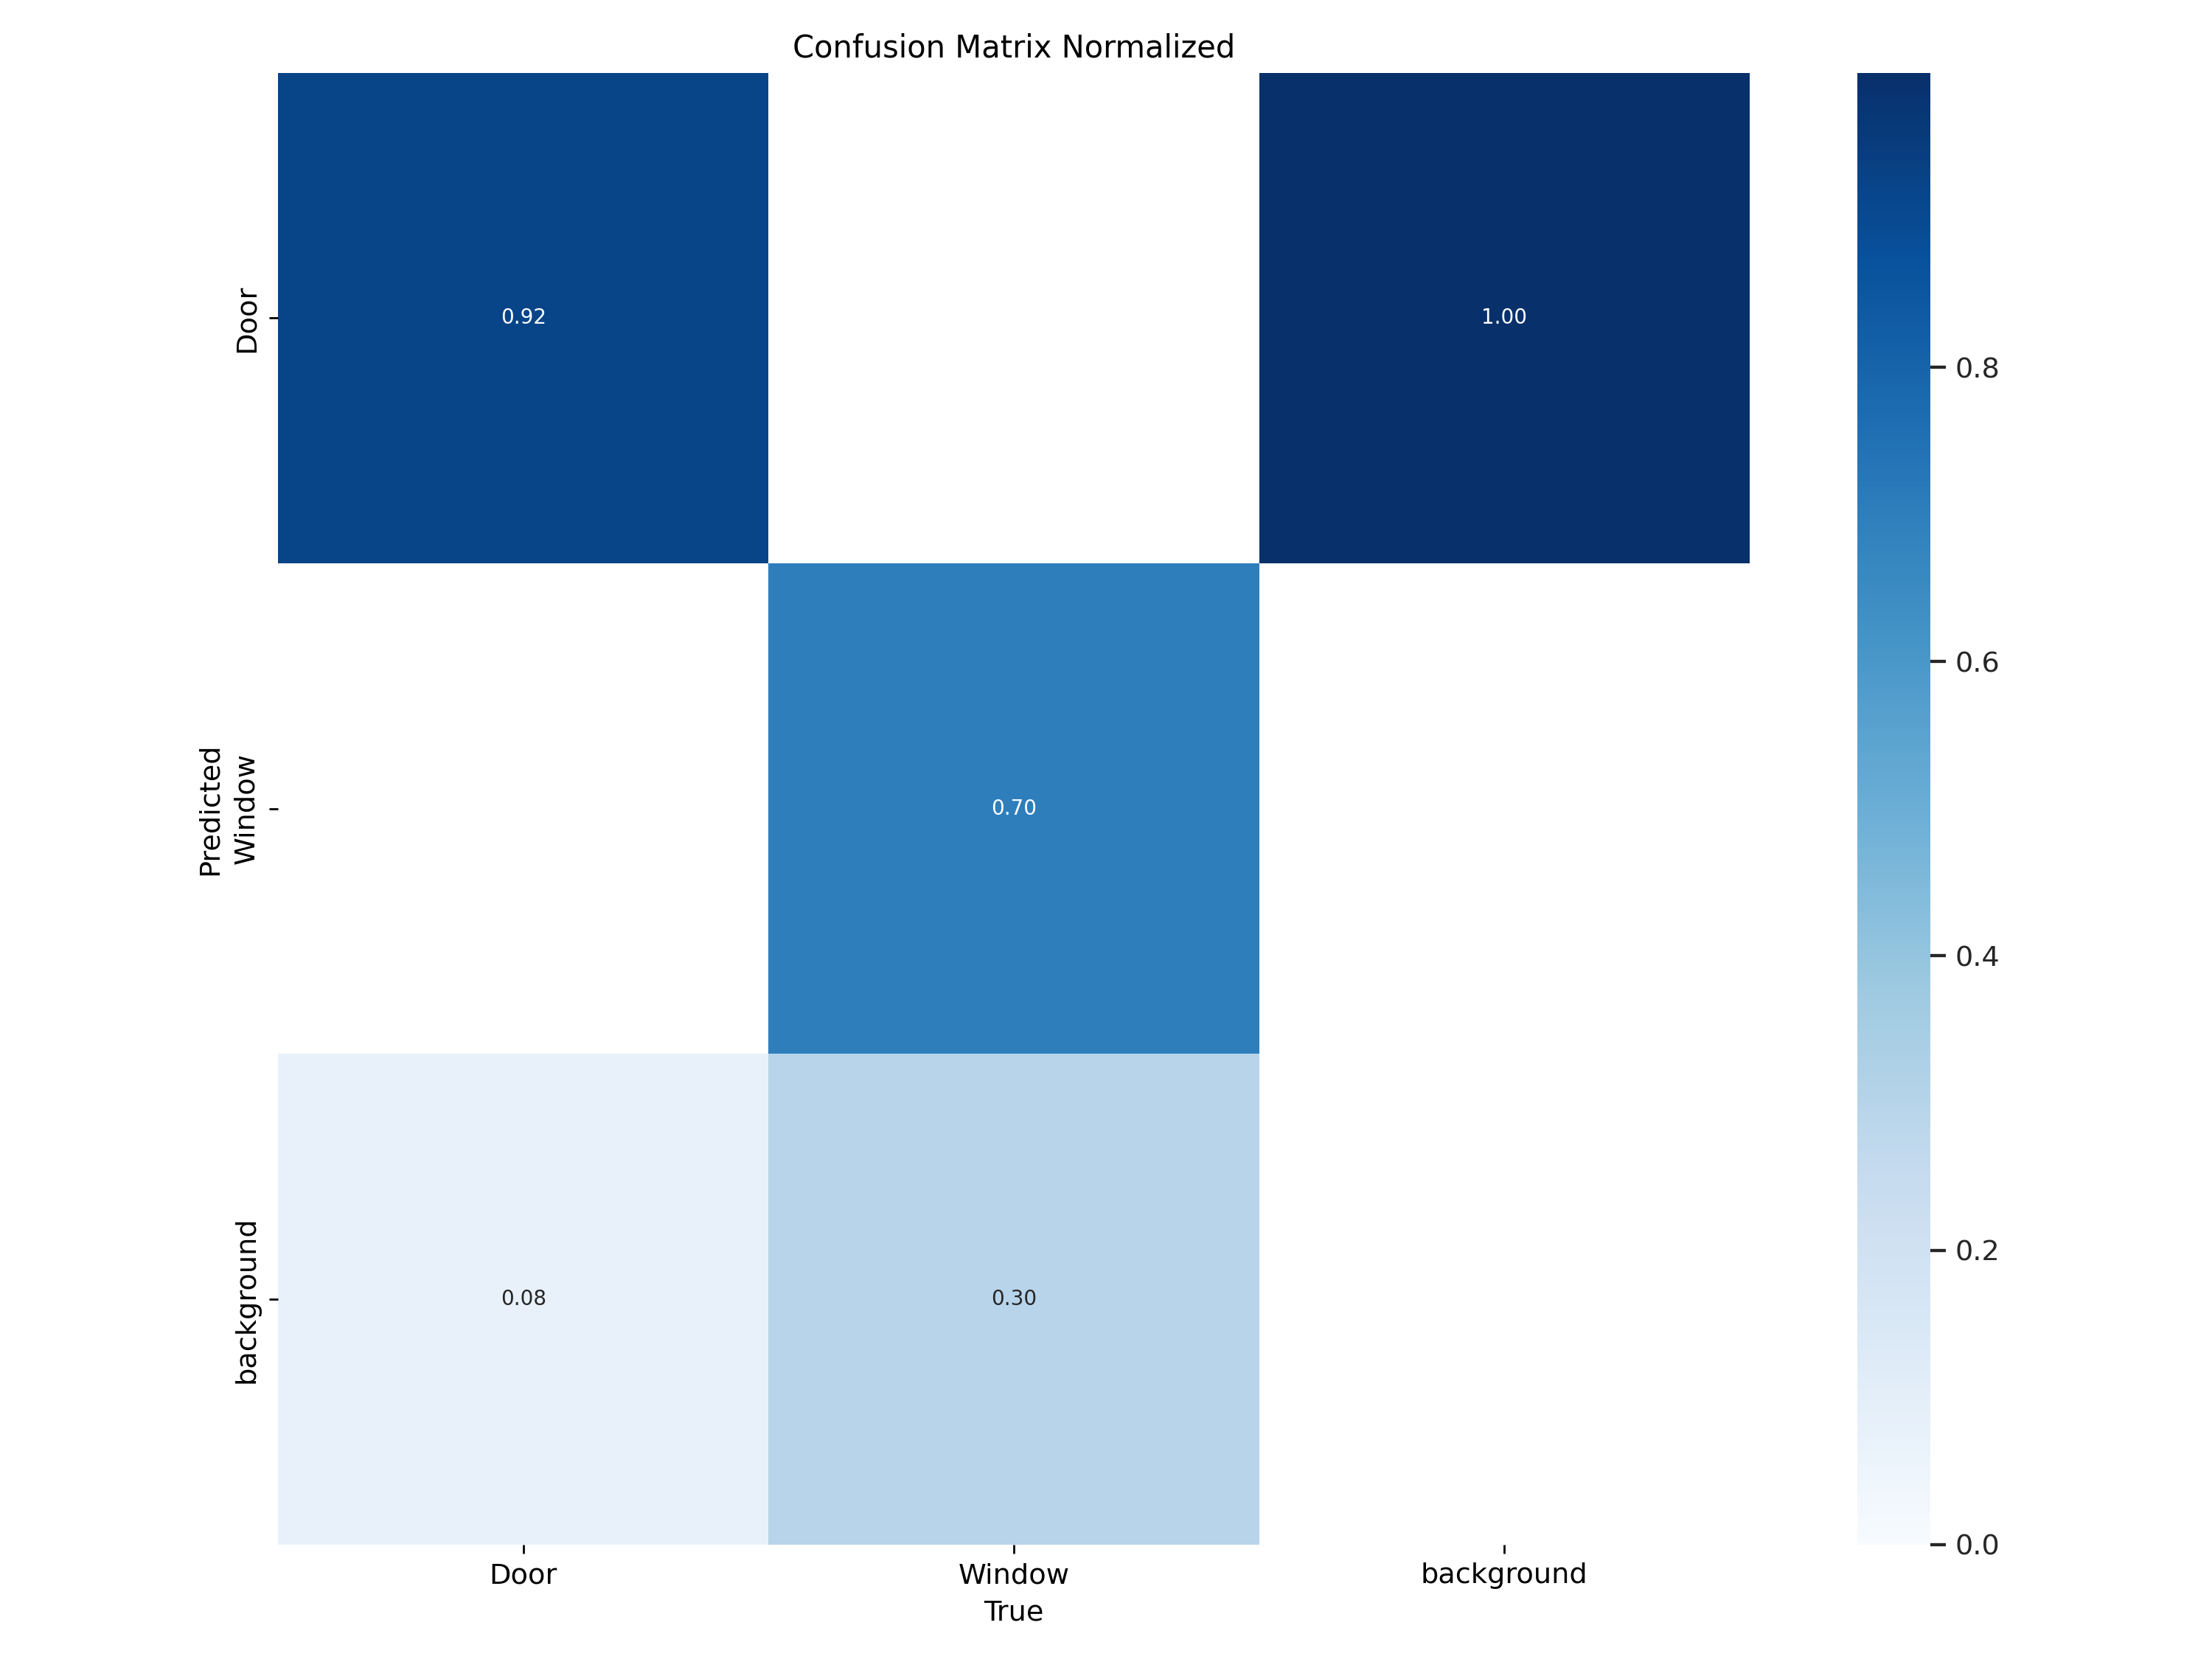 Confusion Matrix Normalized
Door
0.92
1.00
0.8
0.6
Predicted
Window
0.70
0.4
background
0.08
0.30
0.2
0.0
Door
Window
background
True